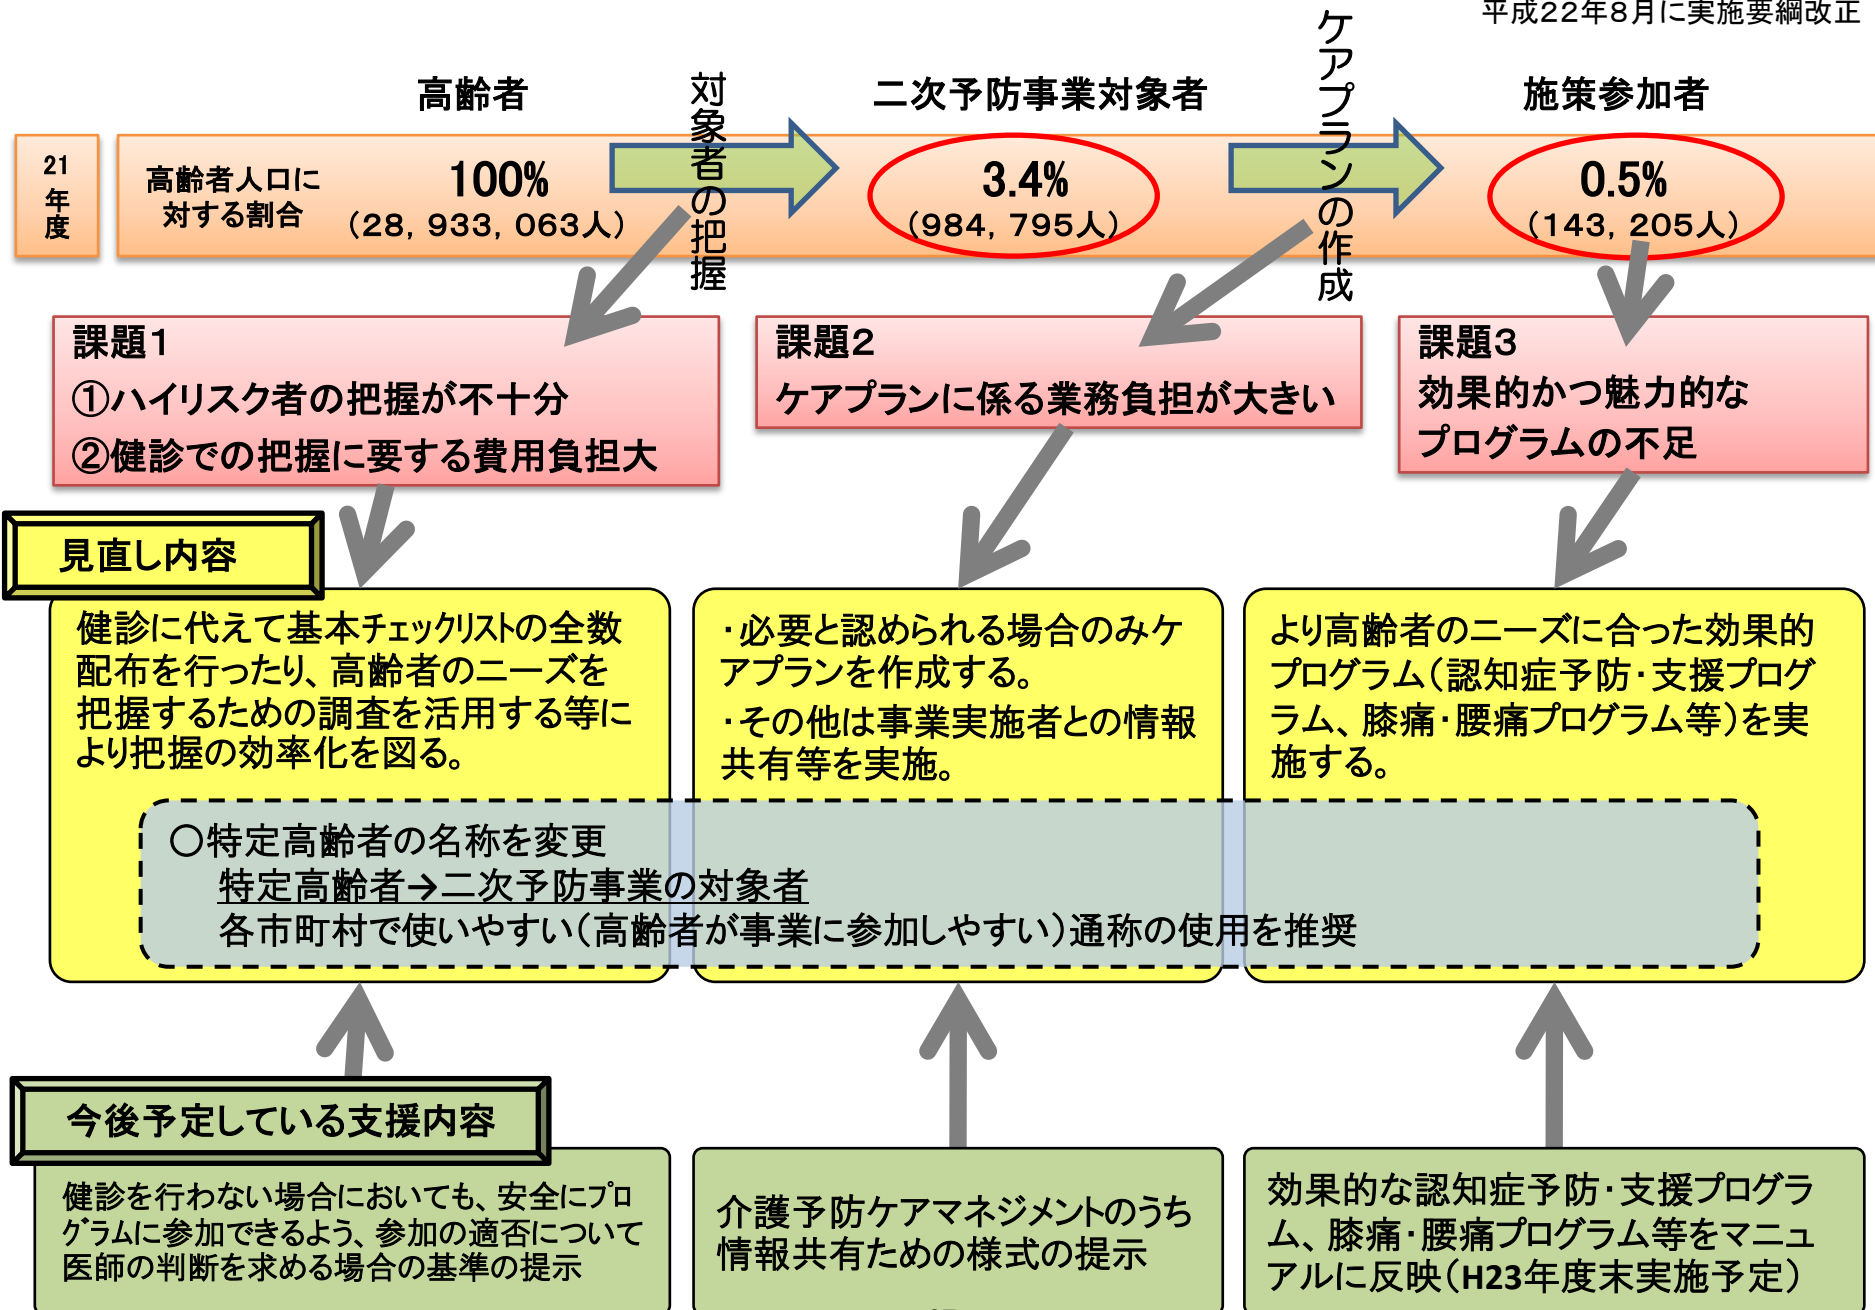 平成22年8月に実施要綱改正
高齢者
対象者の把握
二次予防事業対象者
ケアプランの作成
施策参加者
21
年
度
高齢者人口に
対する割合
100%
(28, 933, 063人)
3.4%
(984, 795人)
0.5%
(143, 205人)
課題1
①ハイリスク者の把握が不十分
②健診での把握に要する費用負担大
課題2
ケアプランに係る業務負担が大きい
課題3
効果的かつ魅力的な
プログラムの不足
見直し内容
健診に代えて基本チェックリストの全数
配布を行ったり、高齢者のニーズを
把握するための調査を活用する等に
より把握の効率化を図る。
・必要と認められる場合のみケ
アプランを作成する。
・その他は事業実施者との情報
共有等を実施。
より高齢者のニーズに合った効果的
プログラム(認知症予防・支援プログ
ラム、膝痛・腰痛プログラム等)を実
施する。
○特定高齢者の名称を変更
特定高齢者→二次予防事業の対象者
各市町村で使いやすい(高齢者が事業に参加しやすい)通称の使用を推奨
今後予定している支援内容
健診を行わない場合においても、安全にプロ
グラムに参加できるよう、参加の適否について
医師の判断を求める場合の基準の提示
介護予防ケアマネジメントのうち
情報共有ための様式の提示
効果的な認知症予防・支援プログラ
ム、膝痛・腰痛プログラム等をマニュ
アルに反映(H23年度末実施予定)